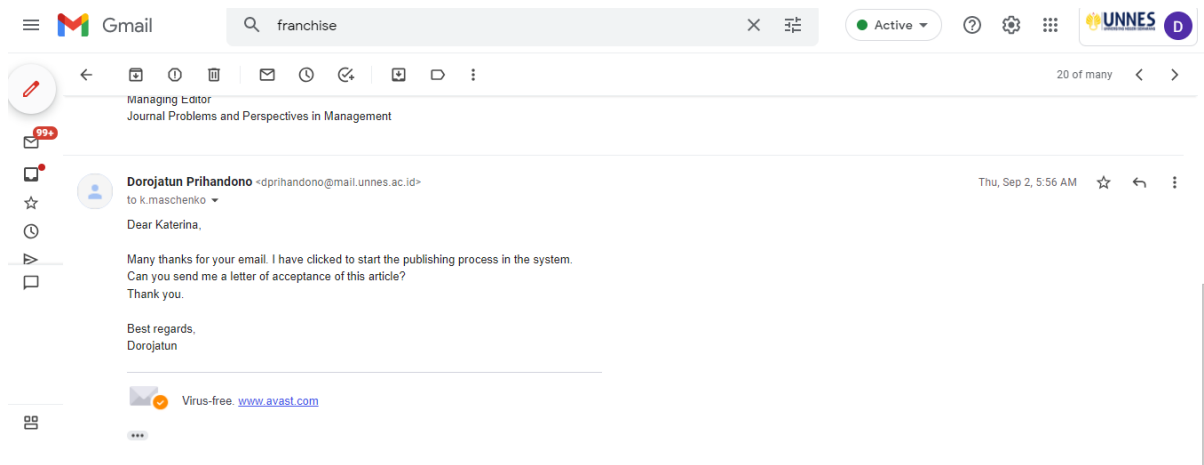 Gmail
franchise
Active
UNNES
D
20 of many
99+
Managing Editor
Journal Problems and Perspectives in Management
Dorojatun Prihandono <dprihandono@mail.unnes.ac.id>
Thu, Sep 2, 5:56 AM
to k.maschenko
Dear Katerina,
Many thanks for your email. I have clicked to start the publishing process in the system.
Can you send me a letter of acceptance of this article?
Thank you.
Best regards,
Dorojatun
Virus-free. www.avast.com